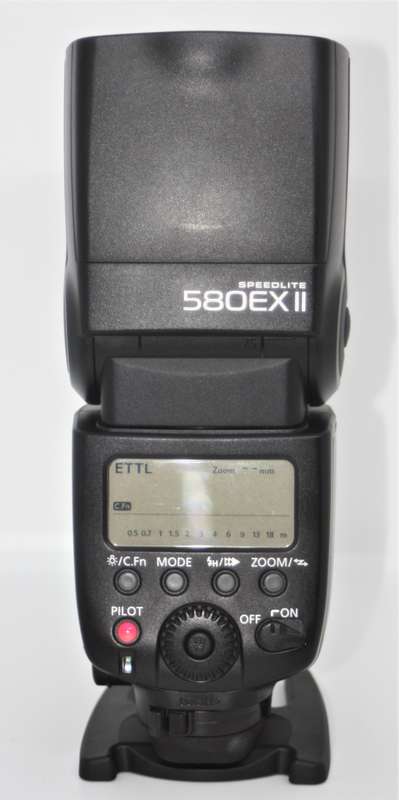 SPEEDLITE
580EX II
ETTL Zoom -- mm
C.Fn
0.5 0.7 1 1.5 2 3 4 6 9 13 18 m
/C.Fn MODE H/ ZOOM/
PILOT OFF ON